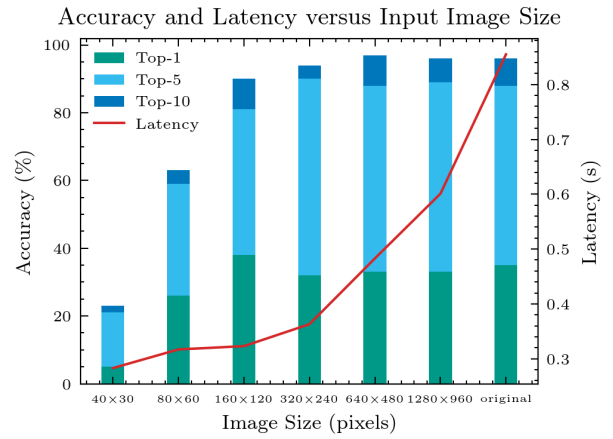 Accuracy and Latency versus Input Image Size
Top-1
Top-5
Top-10
Latency
Accuracy (%)
100
80
60
40
20
0
Latency (s)
0.8
0.7
0.6
0.5
0.4
0.3
40×30 80×60 160×120 320×240 640×480 1280×960 original
Image Size (pixels)